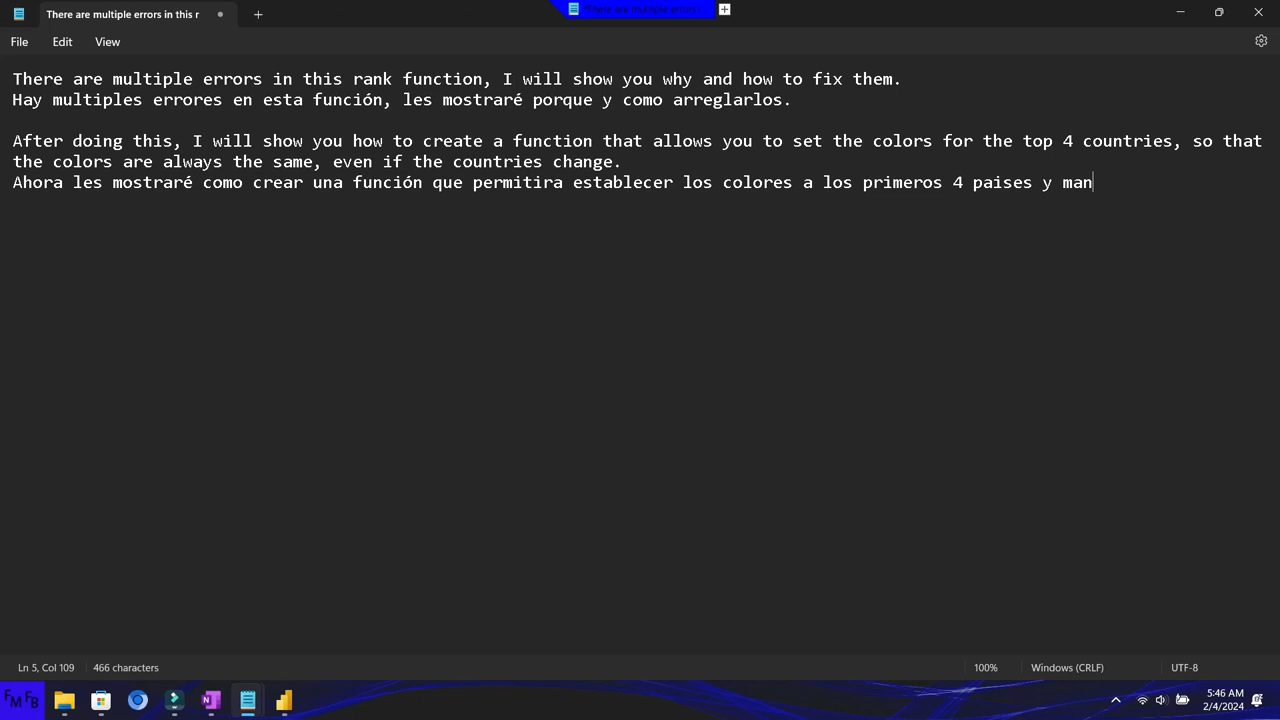 There are multiple errors in this r
*There are multiple errors
File Edit View
There are multiple errors in this rank function, I will show you why and how to fix them.
Hay multiples errores en esta función, les mostraré porque y como arreglarlos.
After doing this, I will show you how to create a function that allows you to set the colors for the top 4 countries, so that
the colors are always the same, even if the countries change.
Ahora les mostraré como crear una función que permitira establecer los colores a los primeros 4 paises y man
Ln 5, Col 109 466 characters 100% Windows (CRLF) UTF-8
FMFB
5:46 AM
2/4/2024